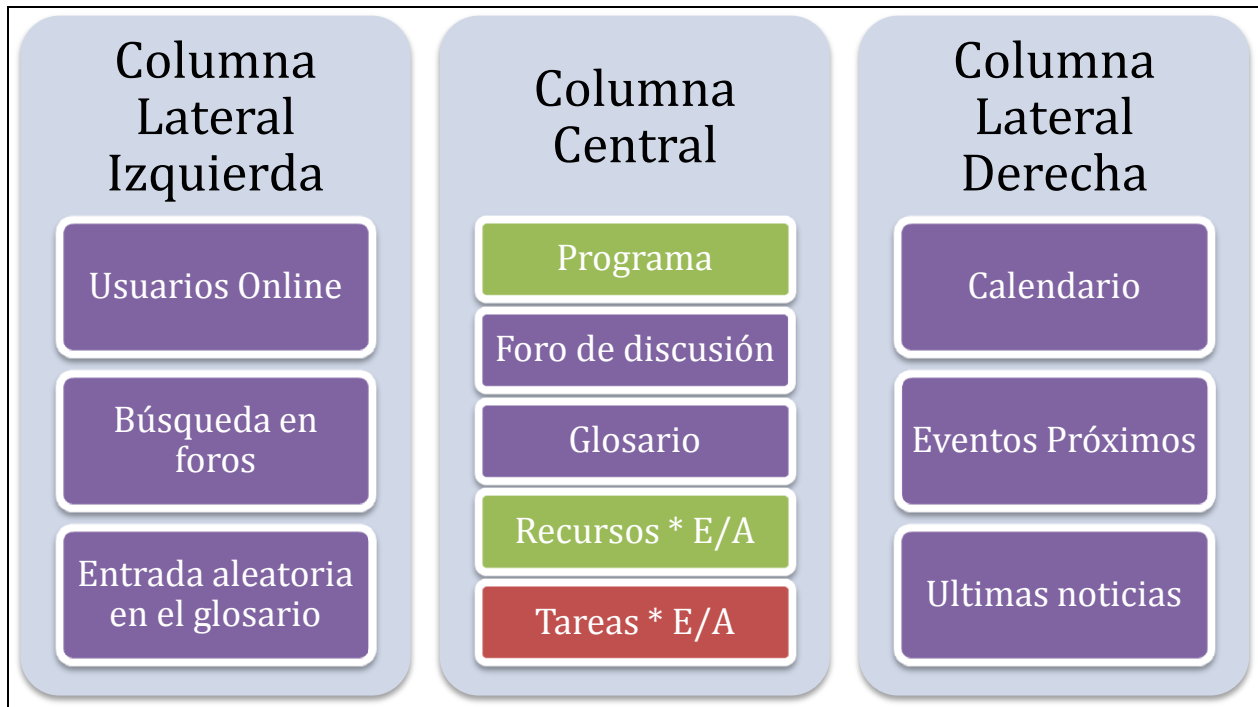 Columna
Lateral
Izquierda
Usuarios Online
Búsqueda en
foros
Entrada aleatoria
en el glosario
Columna
Central
Programa
Foro de discusión
Glosario
Recursos * E/A
Tareas * E/A
Columna
Lateral
Derecha
Calendario
Eventos Próximos
Ultimas noticias